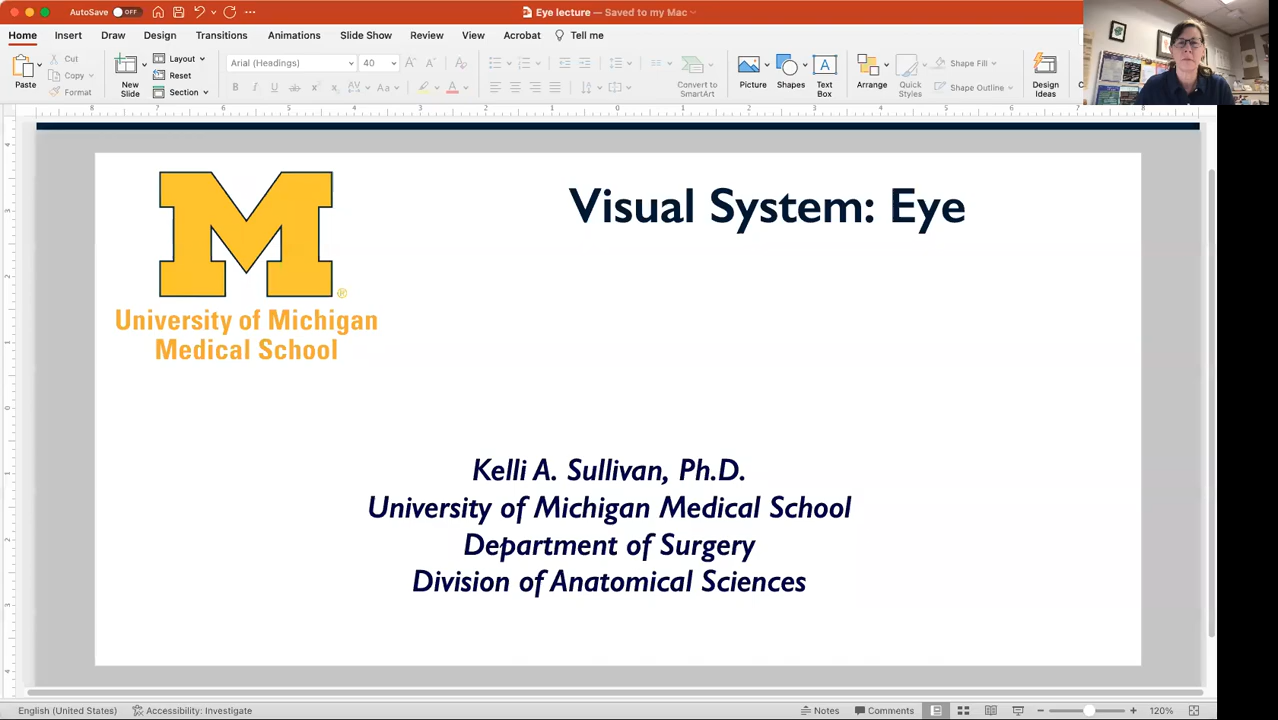 AutoSave OFF
Eye lecture — Saved to my Mac
Home Insert Draw Design Transitions Animations Slide Show Review View Acrobat Tell me
Paste
Cut
Copy
Format
New
Slide
Layout
Reset
Section
Arial (Headings)
40
Convert to
SmartArt
Picture
Shapes
Text
Box
Arrange
Quick
Styles
Shape Fill
Shape Outline
Design
Ideas
M
®
University of Michigan
Medical School
Visual System: Eye
Kelli A. Sullivan, Ph.D.
University of Michigan Medical School
Department of Surgery
Division of Anatomical Sciences
English (United States)
Accessibility: Investigate
Notes
Comments
120%